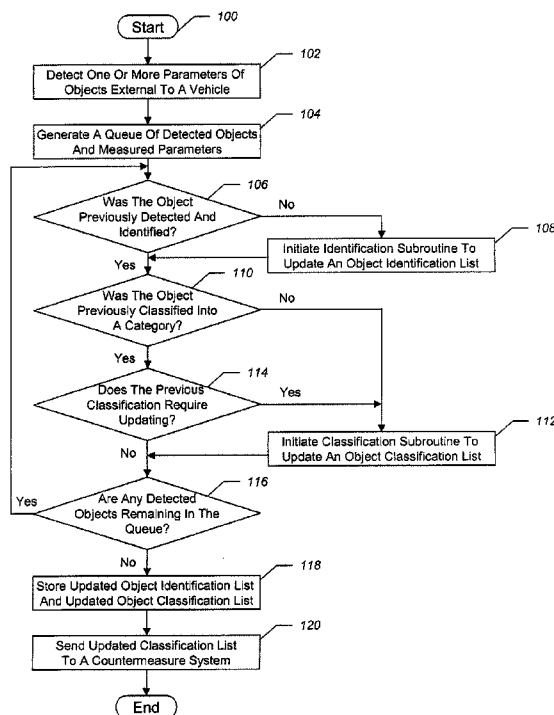 Start
100
102
Detect One Or More Parameters Of
Objects External To A Vehicle
104
Generate A Queue Of Detected Objects
And Measured Parameters
106
Was The Object
Previously Detected And
Identified?
No
108
Initiate Identification Subroutine To
Update An Object Identification List
Yes
110
Was The Object
Previously Classified Into
A Category?
No
Yes
114
Does The Previous
Classification Require
Updating?
Yes
112
Initiate Classification Subroutine To
Update An Object Classification List
No
116
Yes
Are Any Detected
Objects Remaining In The
Queue?
No
118
Store Updated Object Identification List
And Updated Object Classification List
120
Send Updated Classification List
To A Countermeasure System
End